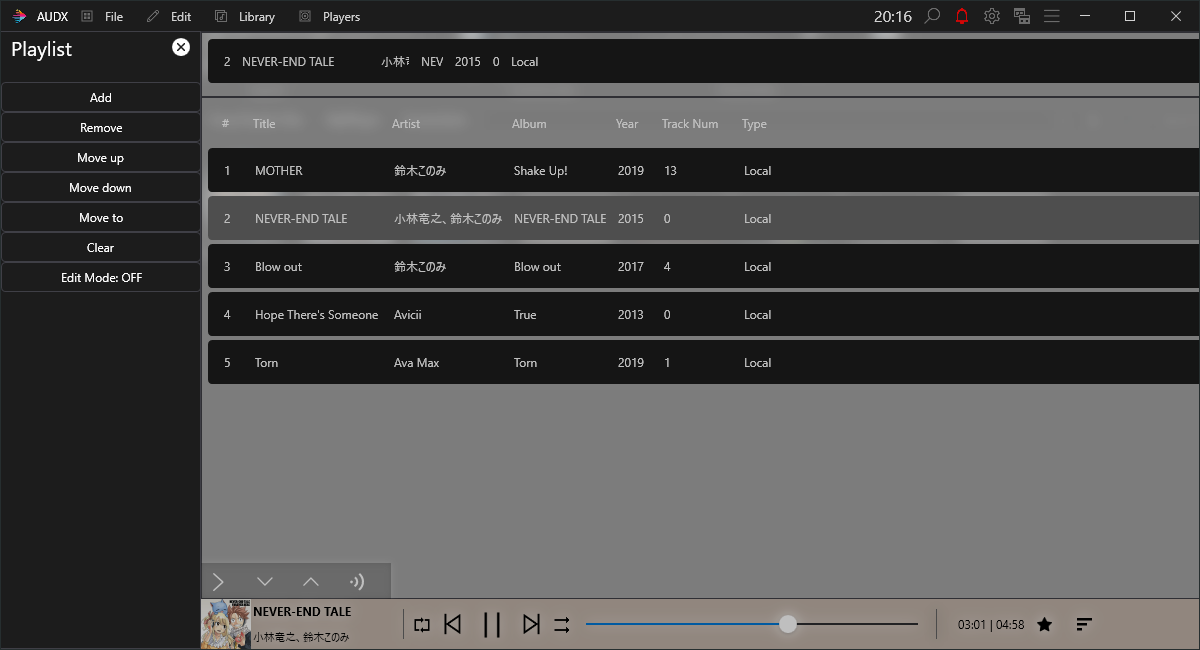 AUDX File Edit Library Players 20:16
Playlist
Add
Remove
Move up
Move down
Move to
Clear
Edit Mode: OFF
2 NEVER-END TALE 小林 NEV 2015 0 Local
# Title Artist Album Year Track Num Type
1 MOTHER 鈴木このみ Shake Up! 2019 13 Local
2 NEVER-END TALE 小林竜之、鈴木このみ NEVER-END TALE 2015 0 Local
3 Blow out 鈴木このみ Blow out 2017 4 Local
4 Hope There's Someone Avicii True 2013 0 Local
5 Torn Ava Max Torn 2019 1 Local
NEVER-END TALE
小林竜之、鈴木このみ
03:01 | 04:58